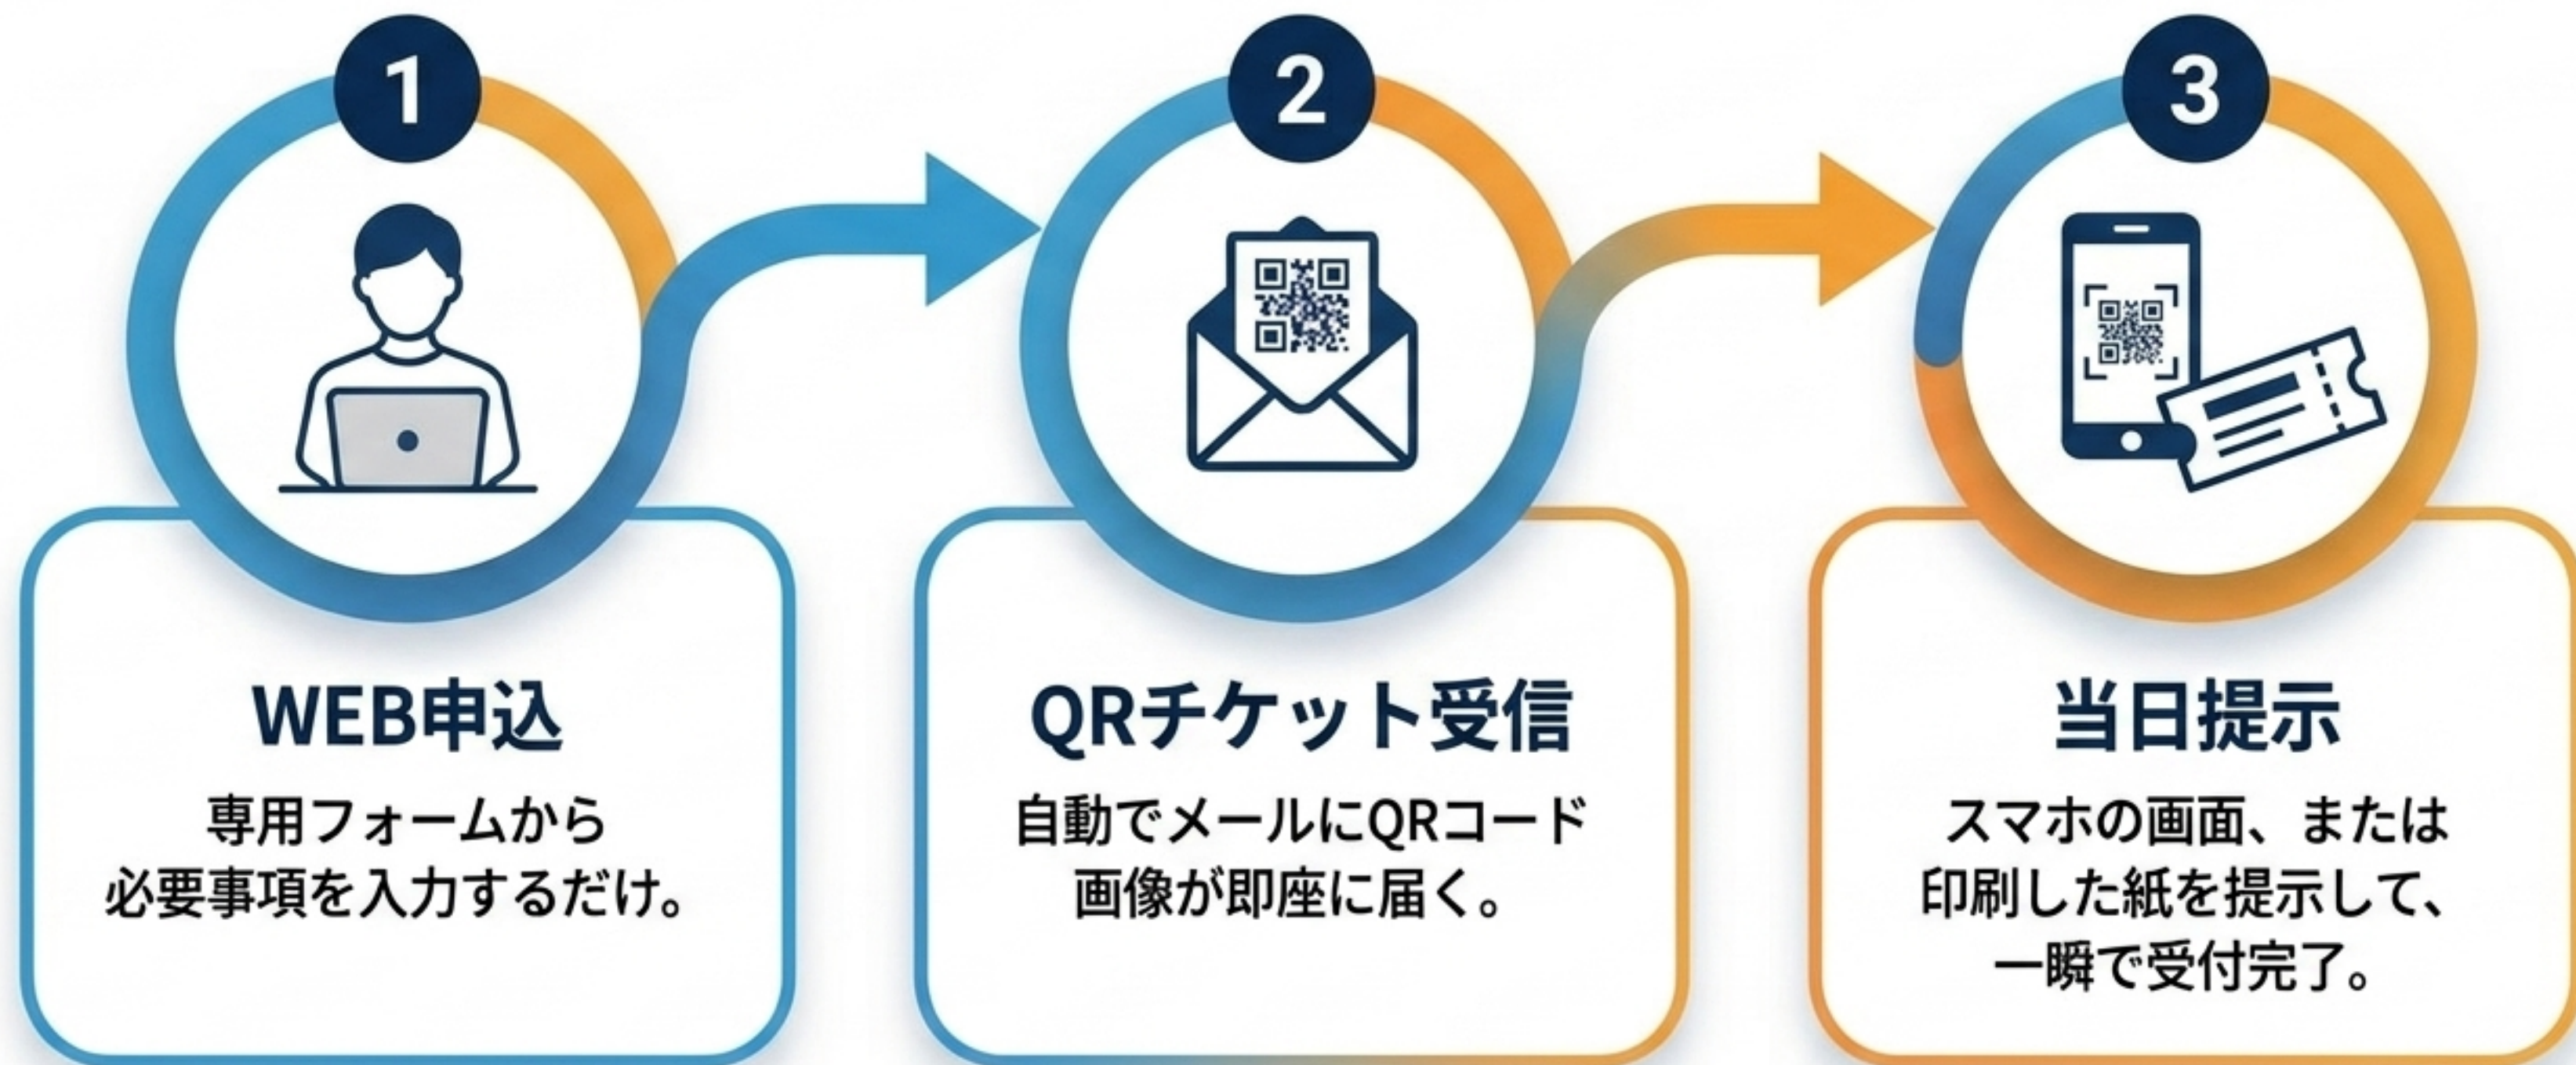 1
WEB申込
専用フォームから
必要事項を入力するだけ。
2
QRチケット受信
自動でメールにQRコード
画像が即座に届く。
3
当日提示
スマホの画面、または
印刷した紙を提示して、
一瞬で受付完了。